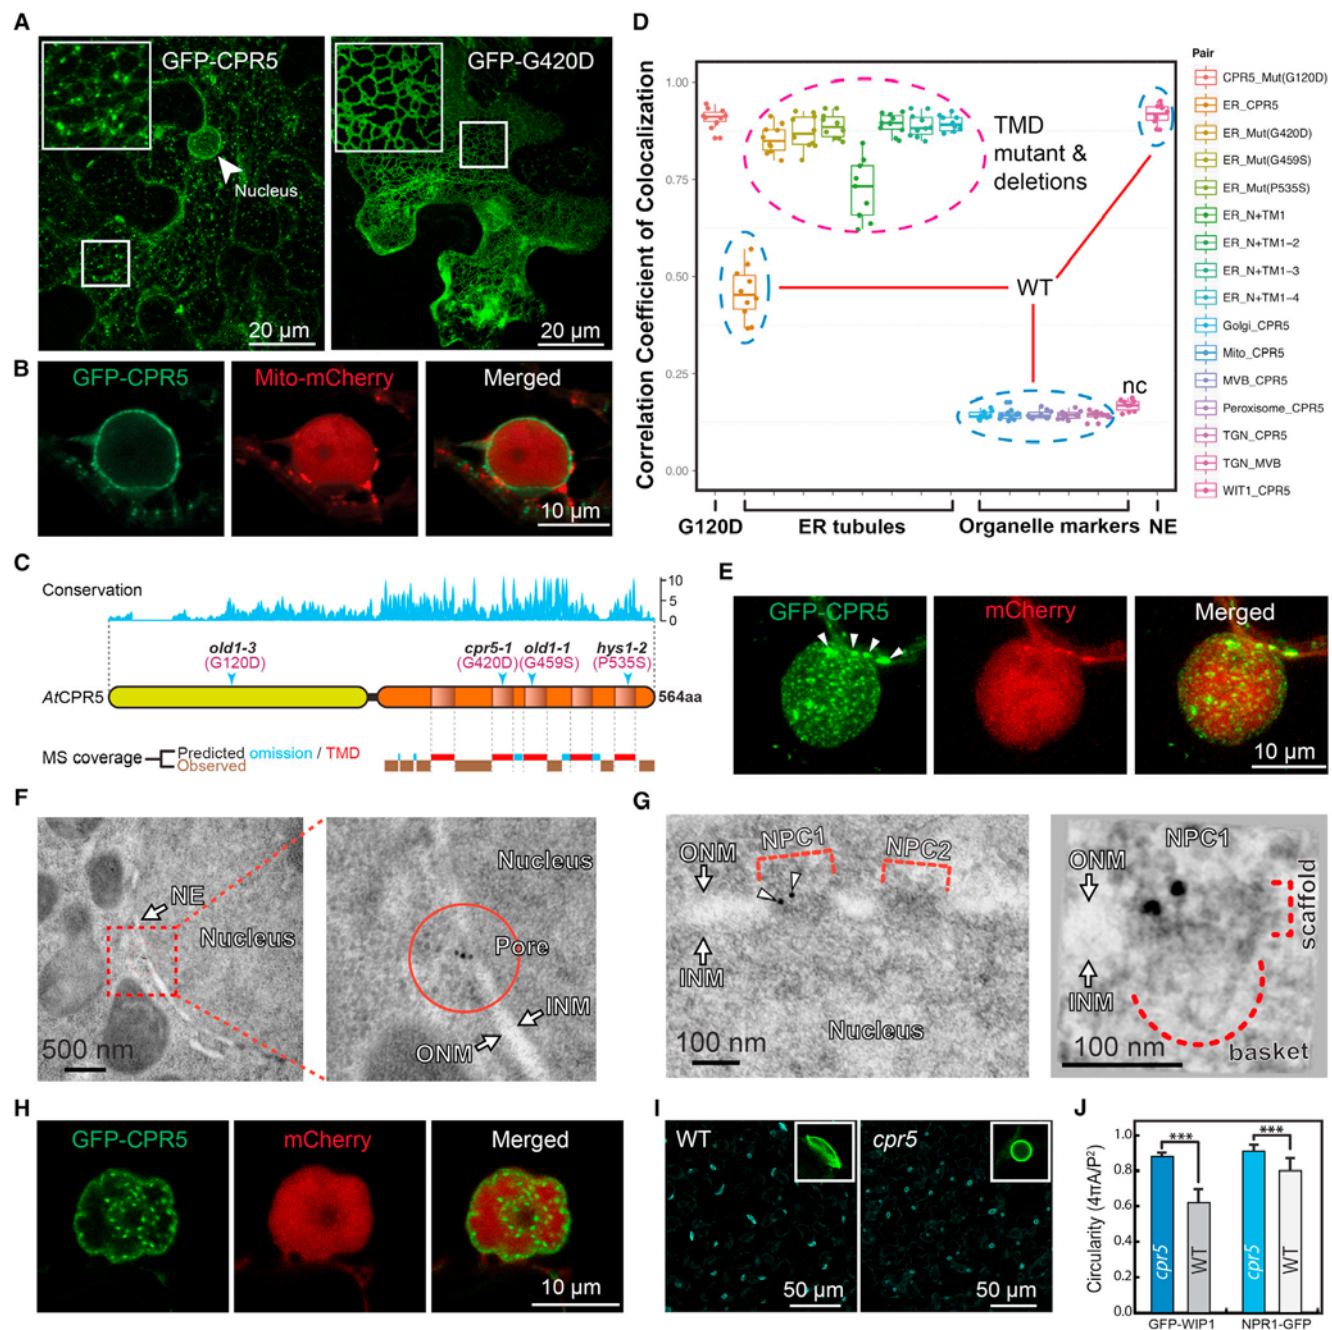 A
GFP-CPR5
Nucleus
20 µm
GFP-G420D
20 µm
B
GFP-CPR5
Mito-mCherry
Merged
10 µm
C
Conservation
10
5
0
old1-3
(G120D)
cpr5-1
(G420D)
old1-1
(G459S)
hys1-2
(P535S)
AtCPR5
564aa
MS coverage
Predicted omission / TMD
Observed
D
Correlation Coefficient of Colocalization
1.00
0.75
0.50
0.25
0.00
TMD
mutant &
deletions
WT
nc
G120D
ER tubules
Organelle markers
NE
Pair
CPR5_Mut(G120D)
ER_CPR5
ER_Mut(G420D)
ER_Mut(G459S)
ER_Mut(P535S)
ER_N+TM1
ER_N+TM1-2
ER_N+TM1-3
ER_N+TM1-4
Golgi_CPR5
Mito_CPR5
MVB_CPR5
Peroxisome_CPR5
TGN_CPR5
TGN_MVB
WIT1_CPR5
E
GFP-CPR5
mCherry
Merged
10 µm
F
NE
Nucleus
500 nm
Nucleus
Pore
INM
ONM
G
ONM
NPC1
NPC2
INM
Nucleus
100 nm
NPC1
ONM
INM
scaffold
basket
100 nm
H
GFP-CPR5
mCherry
Merged
10 µm
I
WT
50 µm
cpr5
50 µm
J
Circularity (4πA/P²)
1.0
0.8
0.6
0.4
0.2
0.0
***
***
cpr5
WT
cpr5
WT
GFP-WIP1
NPR1-GFP